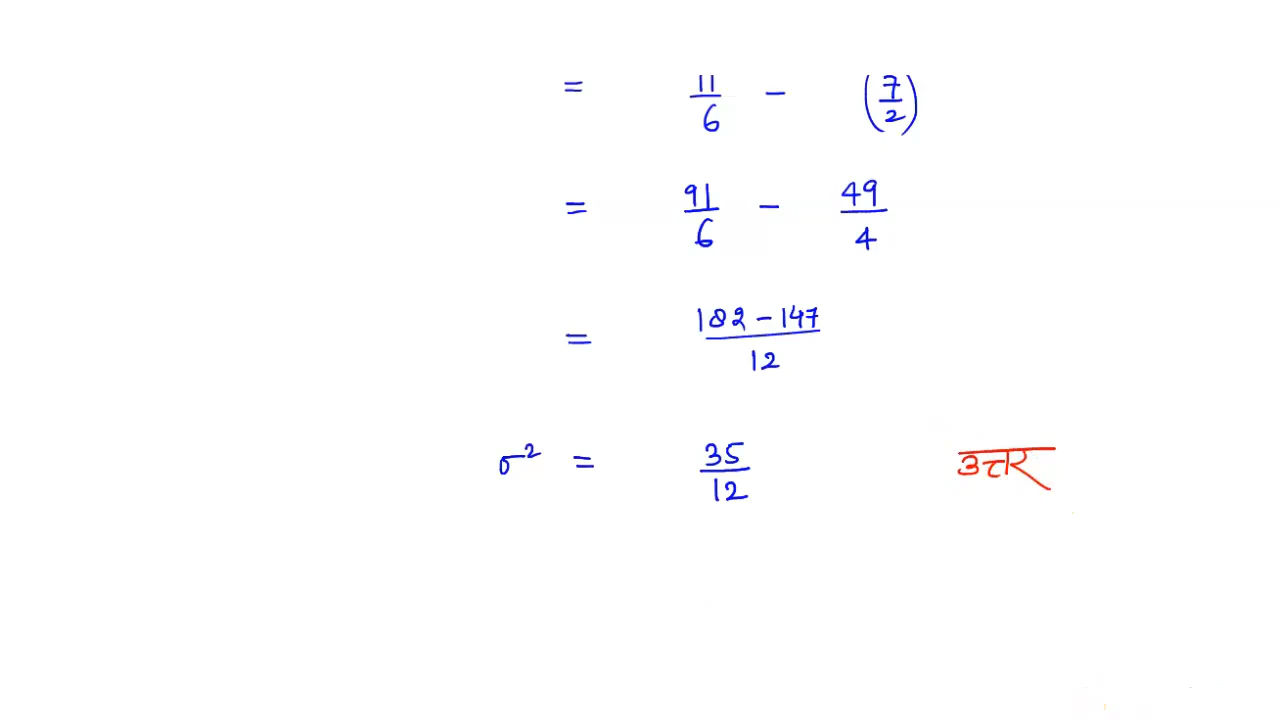 = 11/6 - (7/2)
= 91/6 - 49/4
= 182 - 147/12
σ² = 35/12 उत्तर